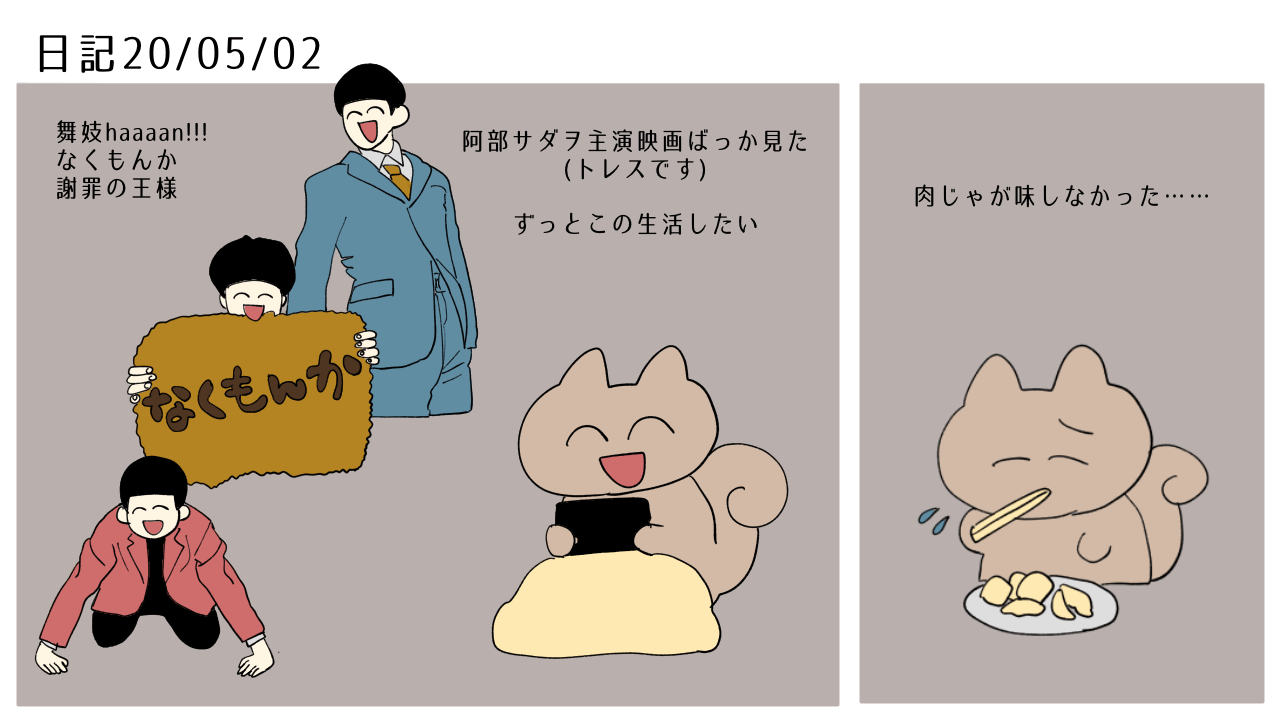 日記20/05/02
舞妓haaaan!!!
なくもんか
謝罪の王様
阿部サダヲ主演映画ばっか見た
(トレスです)
ずっとこの生活したい
なくもんか
肉じゃが味しなかった……